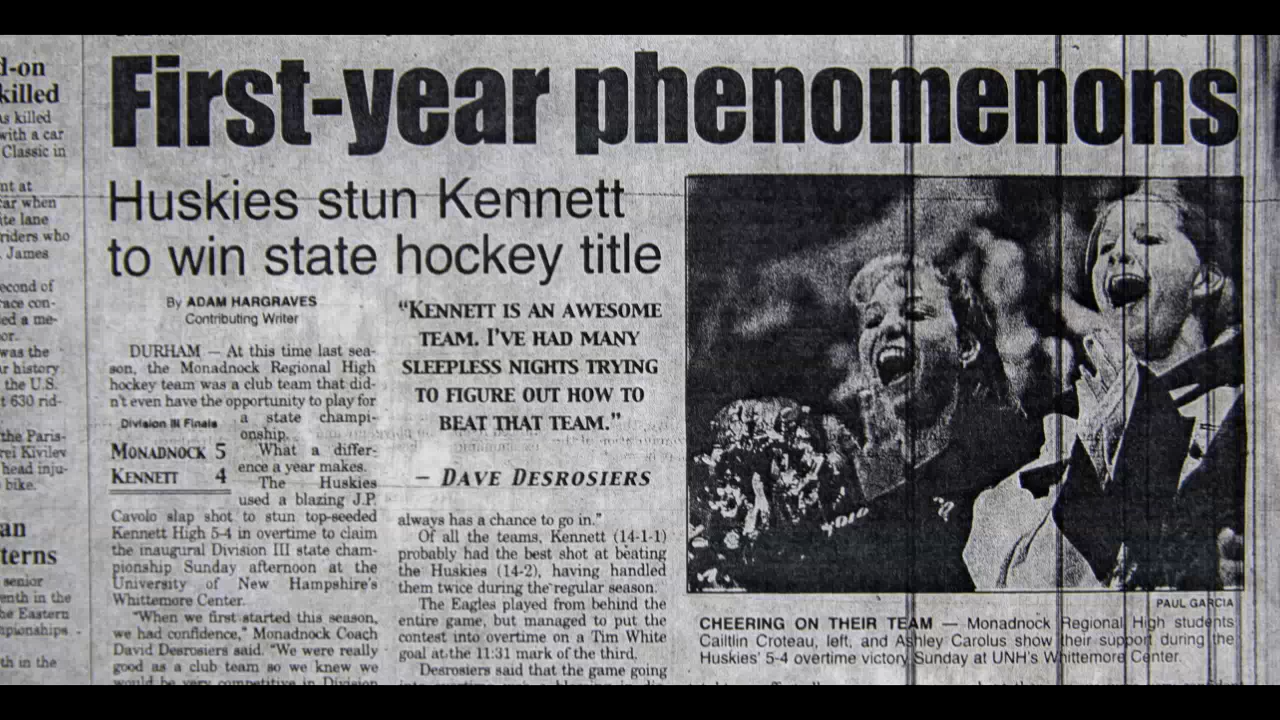 d-on
killed
as killed
with a car
Classic in
nt at
car when
ite lane
riders who
. James
econd of
race con-
led a me-
or.
was the
ur history
the U.S.
t 630 rid-
the Paris-
rei Kivilev
head inju-
bike.
an
terns
senior
enth in the
he Eastern
mpionships
th in the
First-year phenomenons
Huskies stun Kennett
to win state hockey title
By ADAM HARGRAVES
Contributing Writer
DURHAM — At this time last sea-
son, the Monadnock Regional High
hockey team was a club team that did-
n't even have the opportunity to play for
a state champi-
onship.
What a differ-
ence a year makes.
The Huskies
used a blazing J.P.
Division III Finals
MONADNOCK 5
KENNETT 4
Cavolo slap shot to stun top-seeded
Kennett High 5-4 in overtime to claim
the inaugural Division III state cham-
pionship Sunday afternoon at the
University of New Hampshire's
Whittemore Center.
"When we first started this season,
we had confidence," Monadnock Coach
David Desrosiers said. "We were really
good as a club team so we knew we
would be very competitive in Division
"KENNETT IS AN AWESOME
TEAM. I'VE HAD MANY
SLEEPLESS NIGHTS TRYING
TO FIGURE OUT HOW TO
BEAT THAT TEAM."
– DAVE DESROSIERS
always has a chance to go in."
Of all the teams, Kennett (14-1-1)
probably had the best shot at beating
the Huskies (14-2), having handled
them twice during the regular season.
The Eagles played from behind the
entire game, but managed to put the
contest into overtime on a Tim White
goal at the 11:31 mark of the third.
Desrosiers said that the game going
PAUL GARCIA
CHEERING ON THEIR TEAM — Monadnock Regional High students
Caitlin Croteau, left, and Ashley Carolus show their support during the
Huskies' 5-4 overtime victory Sunday at UNH's Whittemore Center.